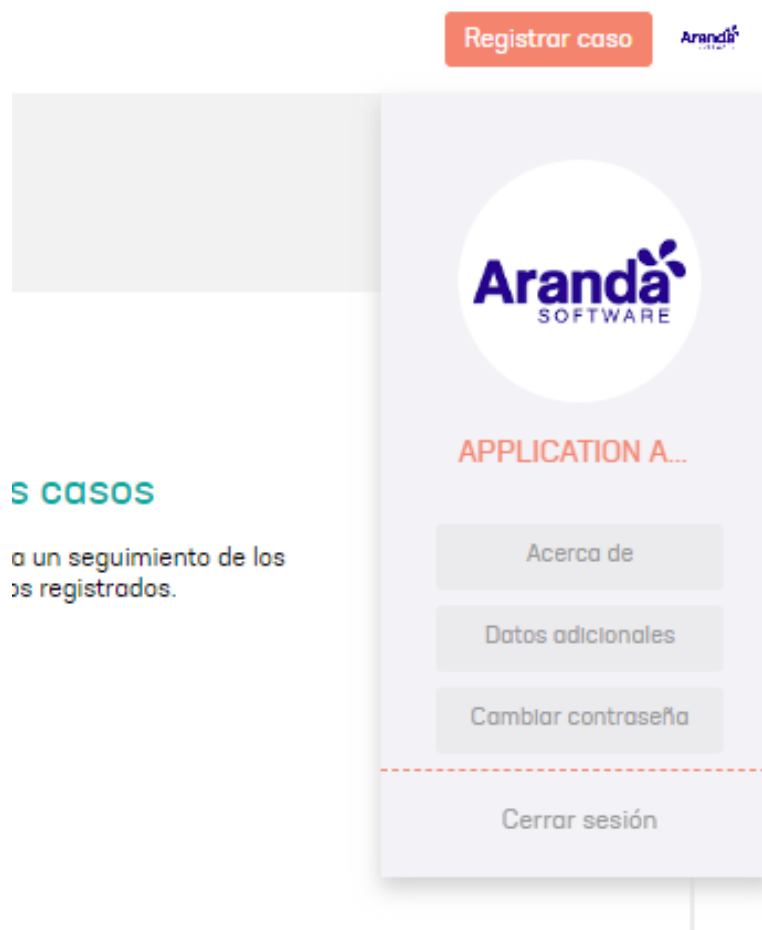 Registrar caso
Aranda
Aranda
SOFTWARE
APPLICATION A...
s casos
a un seguimiento de los
os registrados.
Acerca de
Datos adicionales
Cambiar contraseña
Cerrar sesión